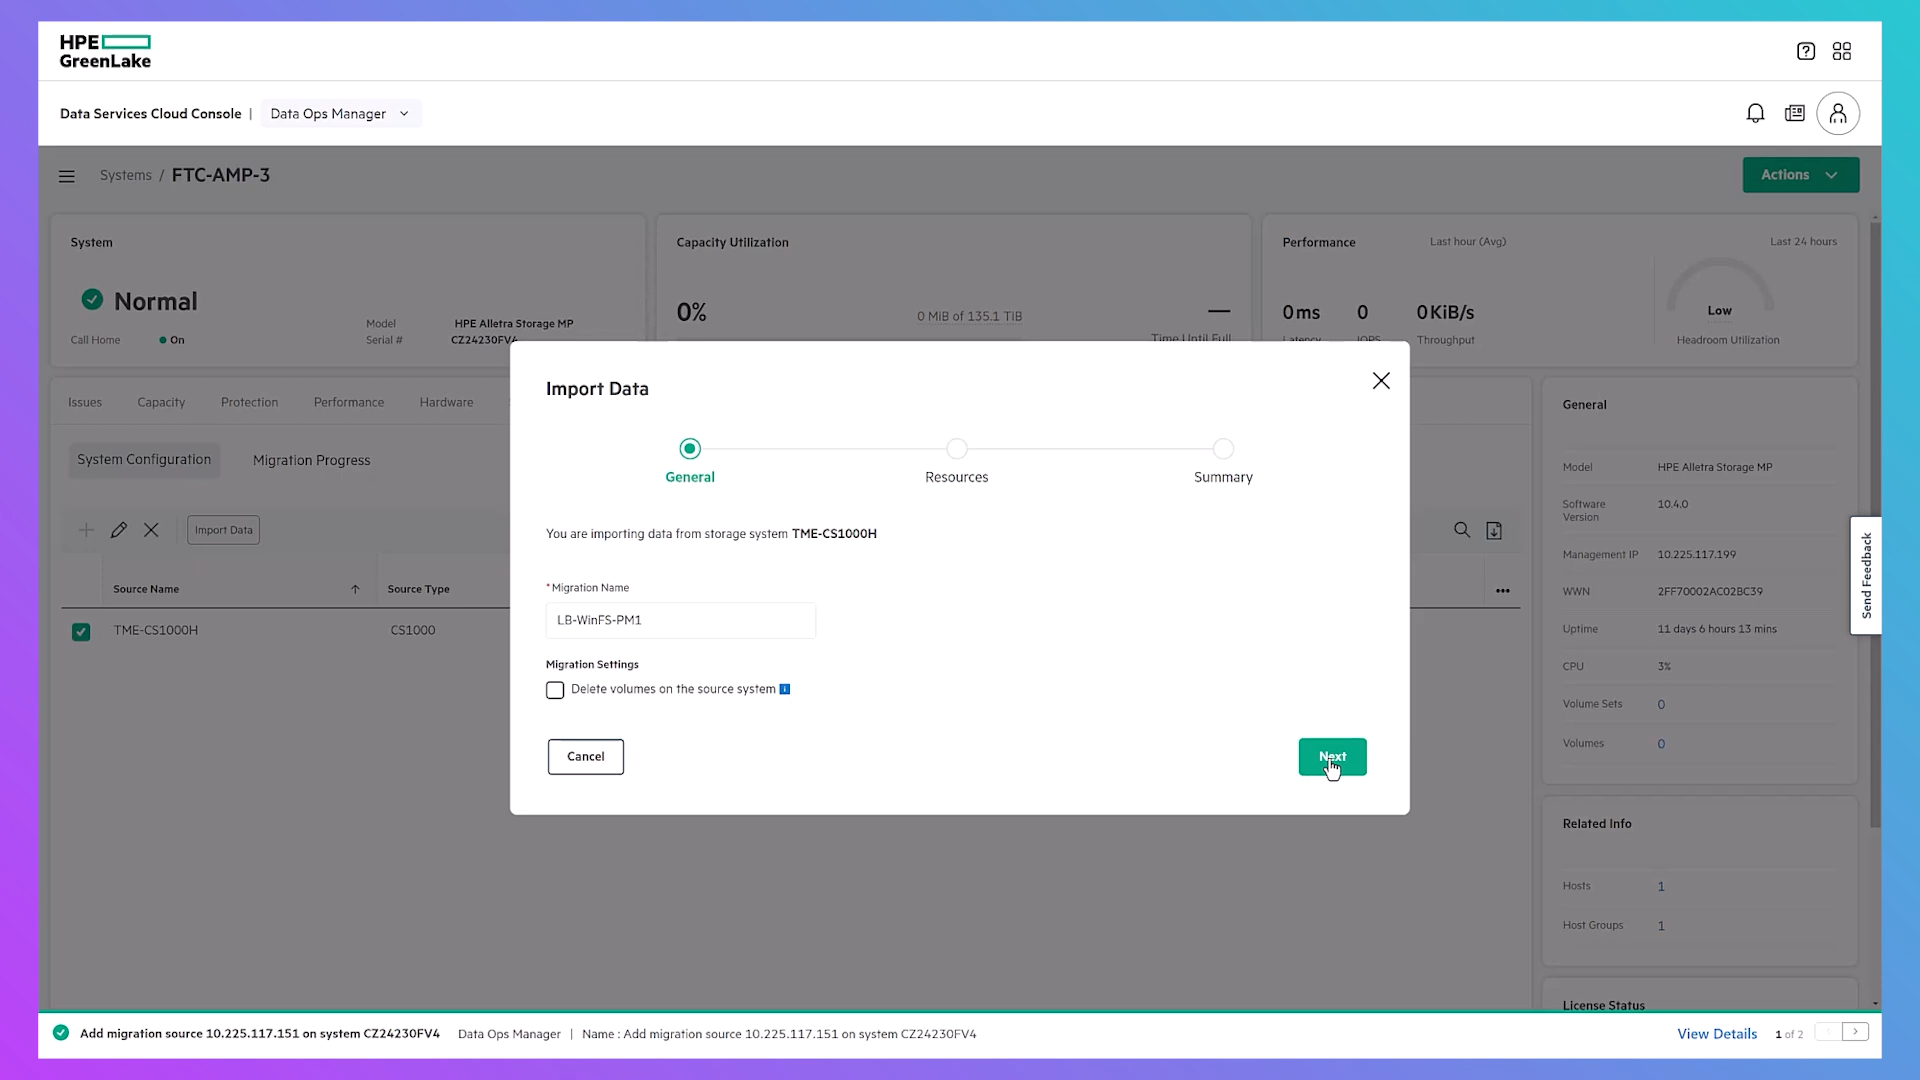 HPE
GreenLake
Data Services Cloud Console | Data Ops Manager
Systems / FTC-AMP-3
Actions
System
Normal
Call Home On
Model HPE Alletra Storage MP
Serial # CZ24230FV4
Capacity Utilization
0%
0 MiB of 135.1 TiB
—
Time Until Full
Performance Last hour (Avg) Last 24 hours
0ms 0 0KiB/s
Latency IOPS Throughput
Low
Headroom Utilization
Issues Capacity Protection Performance Hardware
System Configuration Migration Progress
Import Data
Source Name Source Type
TME-CS1000H CS1000
Import Data
General Resources Summary
You are importing data from storage system TME-CS1000H
*Migration Name
LB-WinFS-PM1
Migration Settings
Delete volumes on the source system
Cancel Next
General
Model HPE Alletra Storage MP
Software
Version
10.4.0
Management IP 10.225.117.199
WWN 2FF70002AC02BC39
Uptime 11 days 6 hours 13 mins
CPU 3%
Volume Sets 0
Volumes 0
Related Info
Hosts 1
Host Groups 1
License Status
Send Feedback
Add migration source 10.225.117.151 on system CZ24230FV4 Data Ops Manager | Name : Add migration source 10.225.117.151 on system CZ24230FV4
View Details 1 of 2